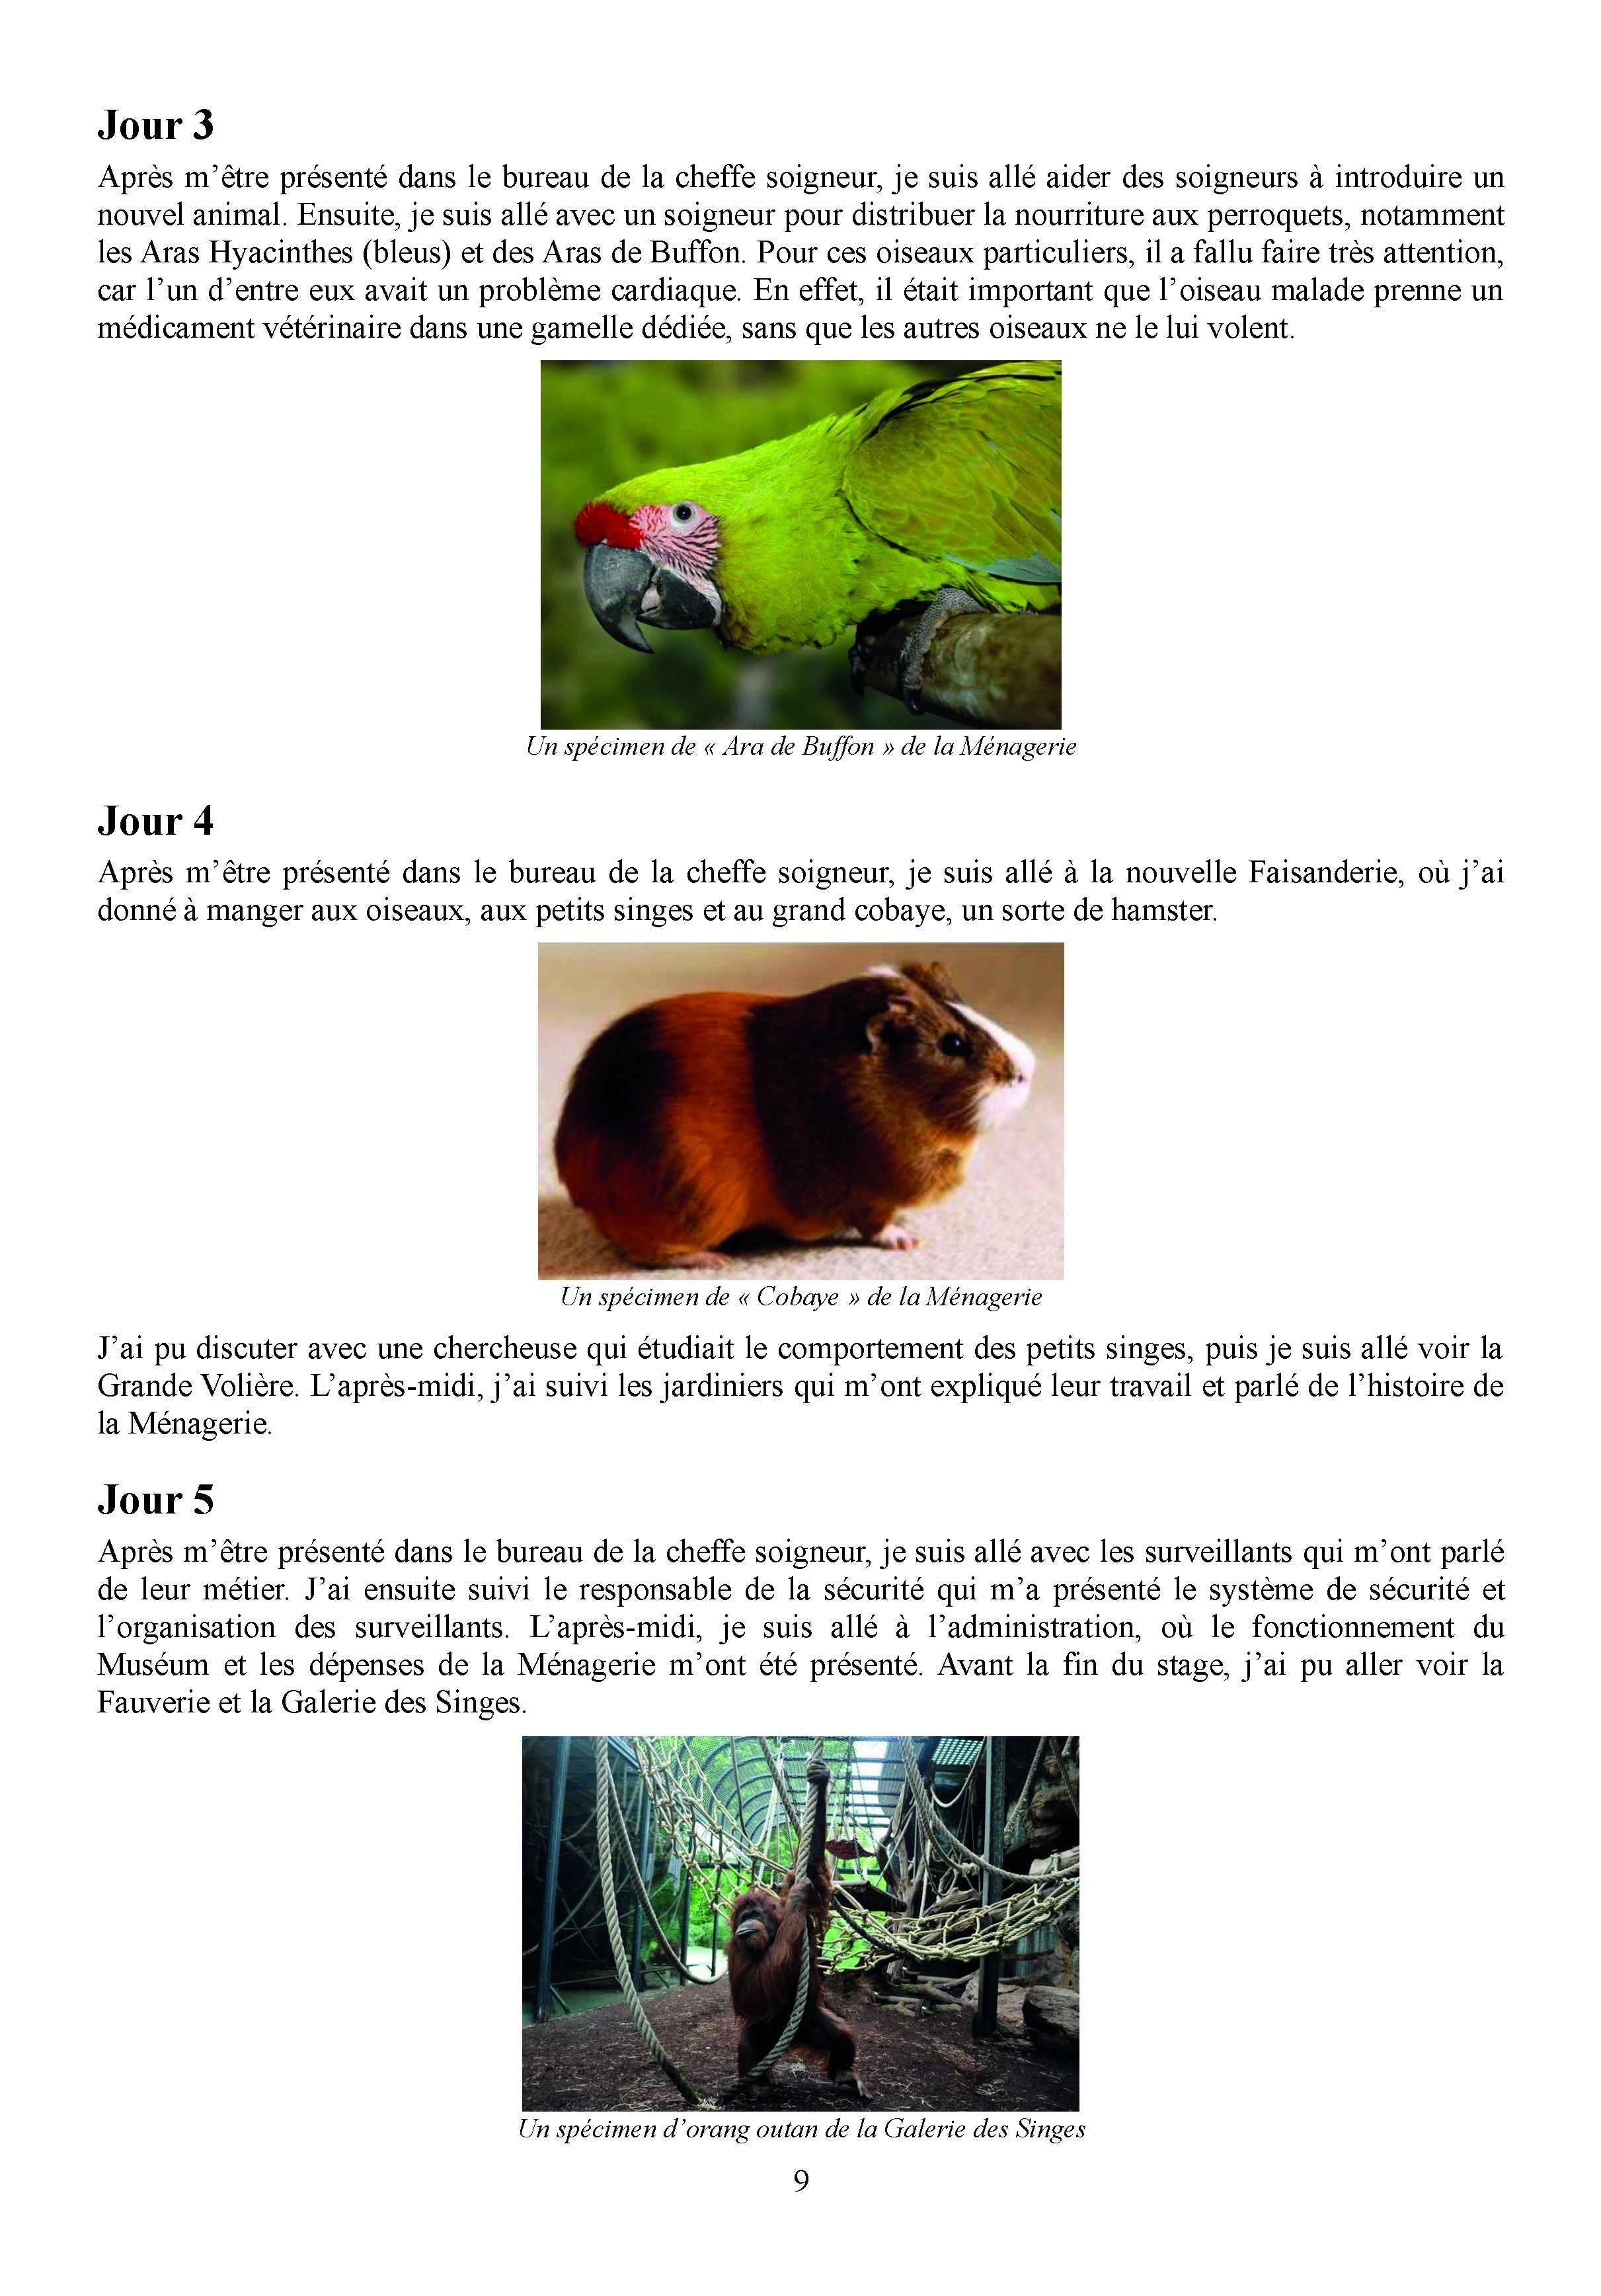 Jour 3
Après m’être présenté dans le bureau de la cheffe soigneur, je suis allé aider des soigneurs à introduire un
nouvel animal. Ensuite, je suis allé avec un soigneur pour distribuer la nourriture aux perroquets, notamment
les Aras Hyacinthes (bleus) et des Aras de Buffon. Pour ces oiseaux particuliers, il a fallu faire très attention,
car l’un d’entre eux avait un problème cardiaque. En effet, il était important que l’oiseau malade prenne un
médicament vétérinaire dans une gamelle dédiée, sans que les autres oiseaux ne le lui volent.
Un spécimen de « Ara de Buffon » de la Ménagerie
Jour 4
Après m’être présenté dans le bureau de la cheffe soigneur, je suis allé à la nouvelle Faisanderie, où j’ai
donné à manger aux oiseaux, aux petits singes et au grand cobaye, un sorte de hamster.
Un spécimen de « Cobaye » de la Ménagerie
J’ai pu discuter avec une chercheuse qui étudiait le comportement des petits singes, puis je suis allé voir la
Grande Volière. L’après-midi, j’ai suivi les jardiniers qui m’ont expliqué leur travail et parlé de l’histoire de
la Ménagerie.
Jour 5
Après m’être présenté dans le bureau de la cheffe soigneur, je suis allé avec les surveillants qui m’ont parlé
de leur métier. J’ai ensuite suivi le responsable de la sécurité qui m’a présenté le système de sécurité et
l’organisation des surveillants. L’après-midi, je suis allé à l’administration, où le fonctionnement du
Muséum et les dépenses de la Ménagerie m’ont été présenté. Avant la fin du stage, j’ai pu aller voir la
Fauverie et la Galerie des Singes.
Un spécimen d’orang outan de la Galerie des Singes
9